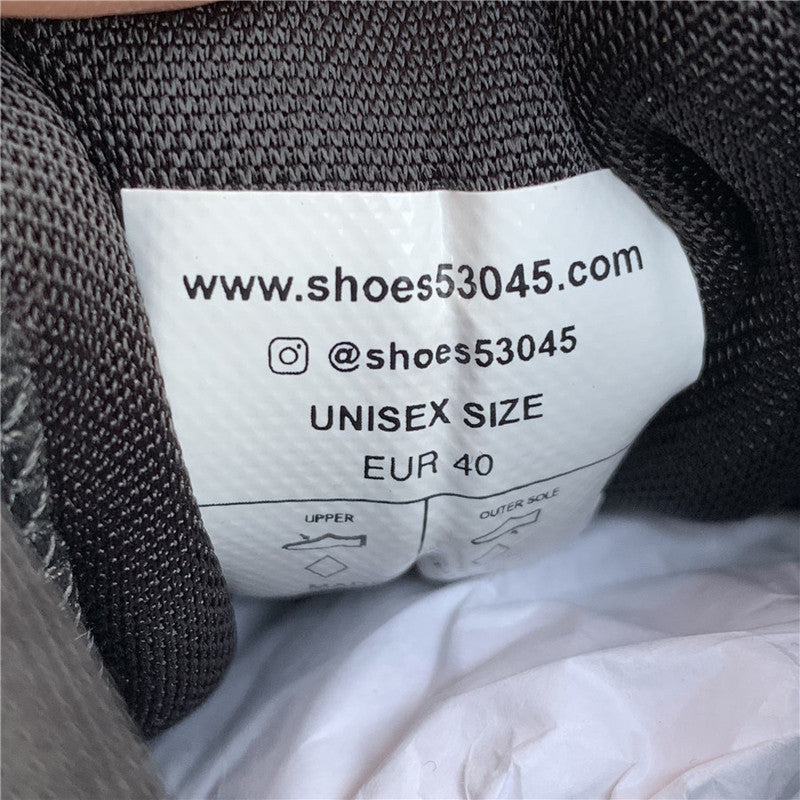 www.shoes53045.com
@shoes53045
UNISEX SIZE
EUR 40
UPPER
OUTER SOLE